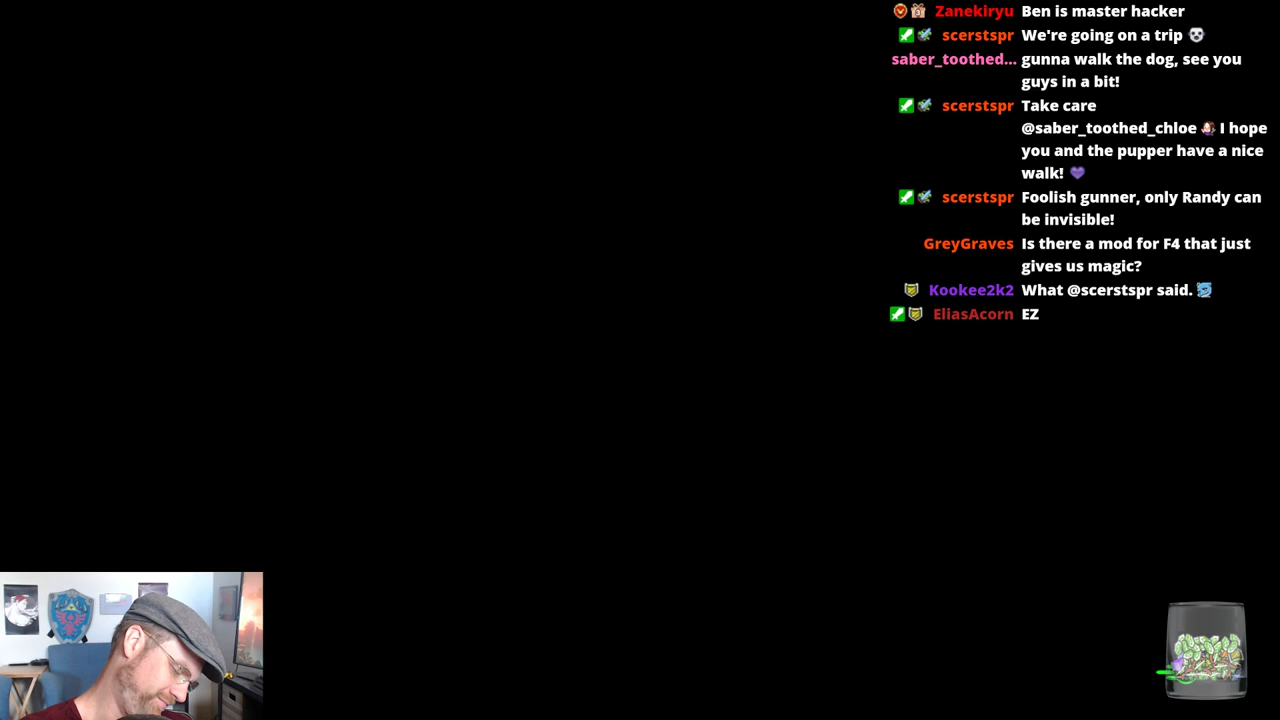 Zanekiryu Ben is master hacker
scerstspr We're going on a trip
saber_toothed... gunna walk the dog, see you
guys in a bit!
scerstspr Take care
@saber_toothed_chloe I hope
you and the pupper have a nice
walk!
scerstspr Foolish gunner, only Randy can
be invisible!
GreyGraves Is there a mod for F4 that just
gives us magic?
Kookee2k2 What @scerstspr said.
EliasAcorn EZ